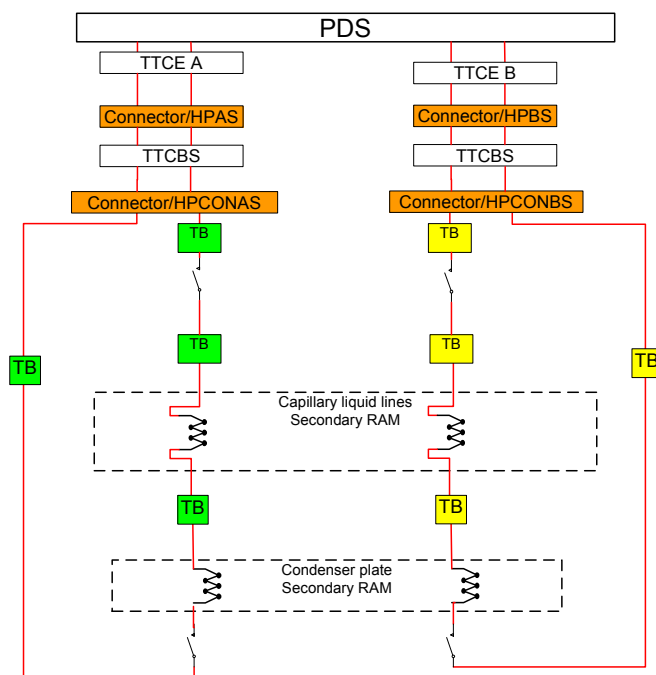 PDS
TTCE A
TTCE B
Connector/HPAS
Connector/HPBS
TTCBS
TTCBS
Connector/HPCONAS
Connector/HPCONBS
TB
TB
TB
TB
TB
TB
Capillary liquid lines
Secondary RAM
TB
TB
Condenser plate
Secondary RAM